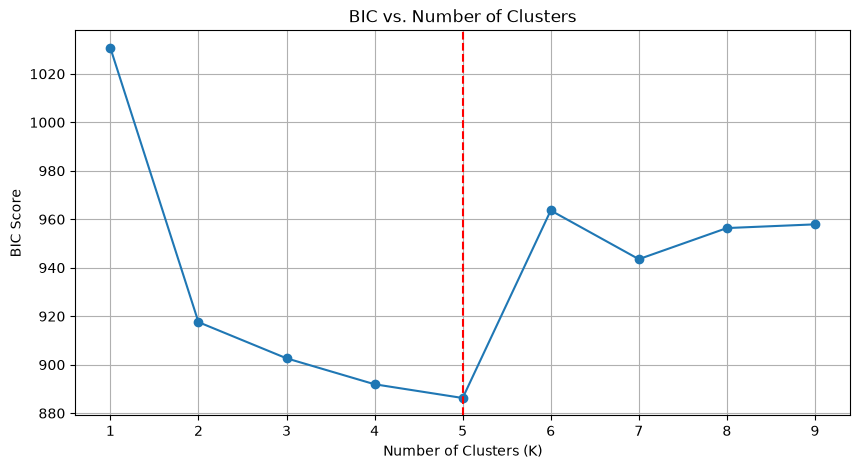 BIC vs. Number of Clusters
BIC Score
1020
1000
980
960
940
920
900
880
1 2 3 4 5 6 7 8 9
Number of Clusters (K)